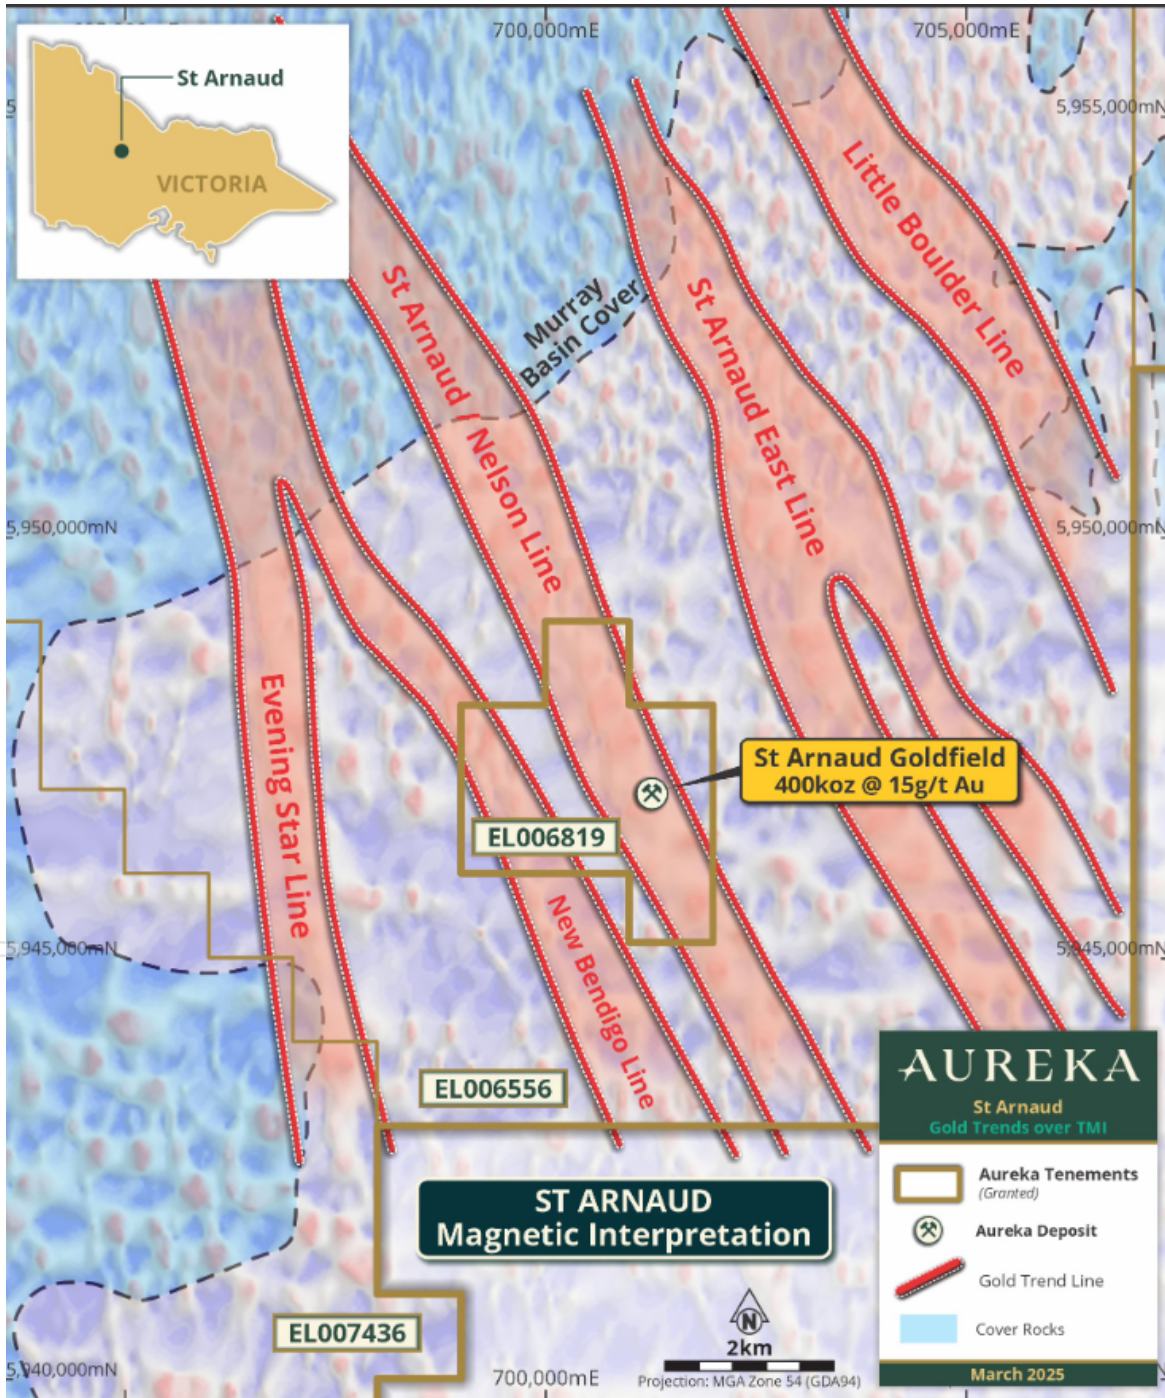 700,000mE
705,000mE
St Arnaud
VICTORIA
5,955,000mN
Little Boulder Line
St Arnaud / Nelson Line
Murray
Basin Cover
St Arnaud East Line
5,950,000mN
5,950,000mN
Evening Star Line
St Arnaud Goldfield
400koz @ 15g/t Au
EL006819
New Bendigo Line
5,945,000mN
5,945,000mN
EL006556
AUREKA
St Arnaud
Gold Trends over TMI
Aureka Tenements
(Granted)
Aureka Deposit
Gold Trend Line
Cover Rocks
March 2025
ST ARNAUD
Magnetic Interpretation
EL007436
N
2km
Projection: MGA Zone 54 (GDA94)
5,940,000mN
700,000mE